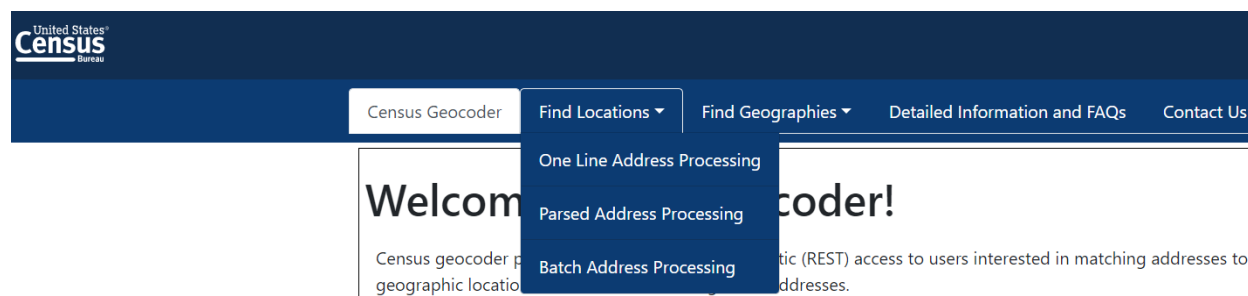 United States®
Census
Bureau
Census Geocoder Find Locations Find Geographies Detailed Information and FAQs Contact Us
One Line Address Processing
Parsed Address Processing
Batch Address Processing
Welcom coder!
Census geocoder p tic (REST) access to users interested in matching addresses to
geographic locatio ddresses.